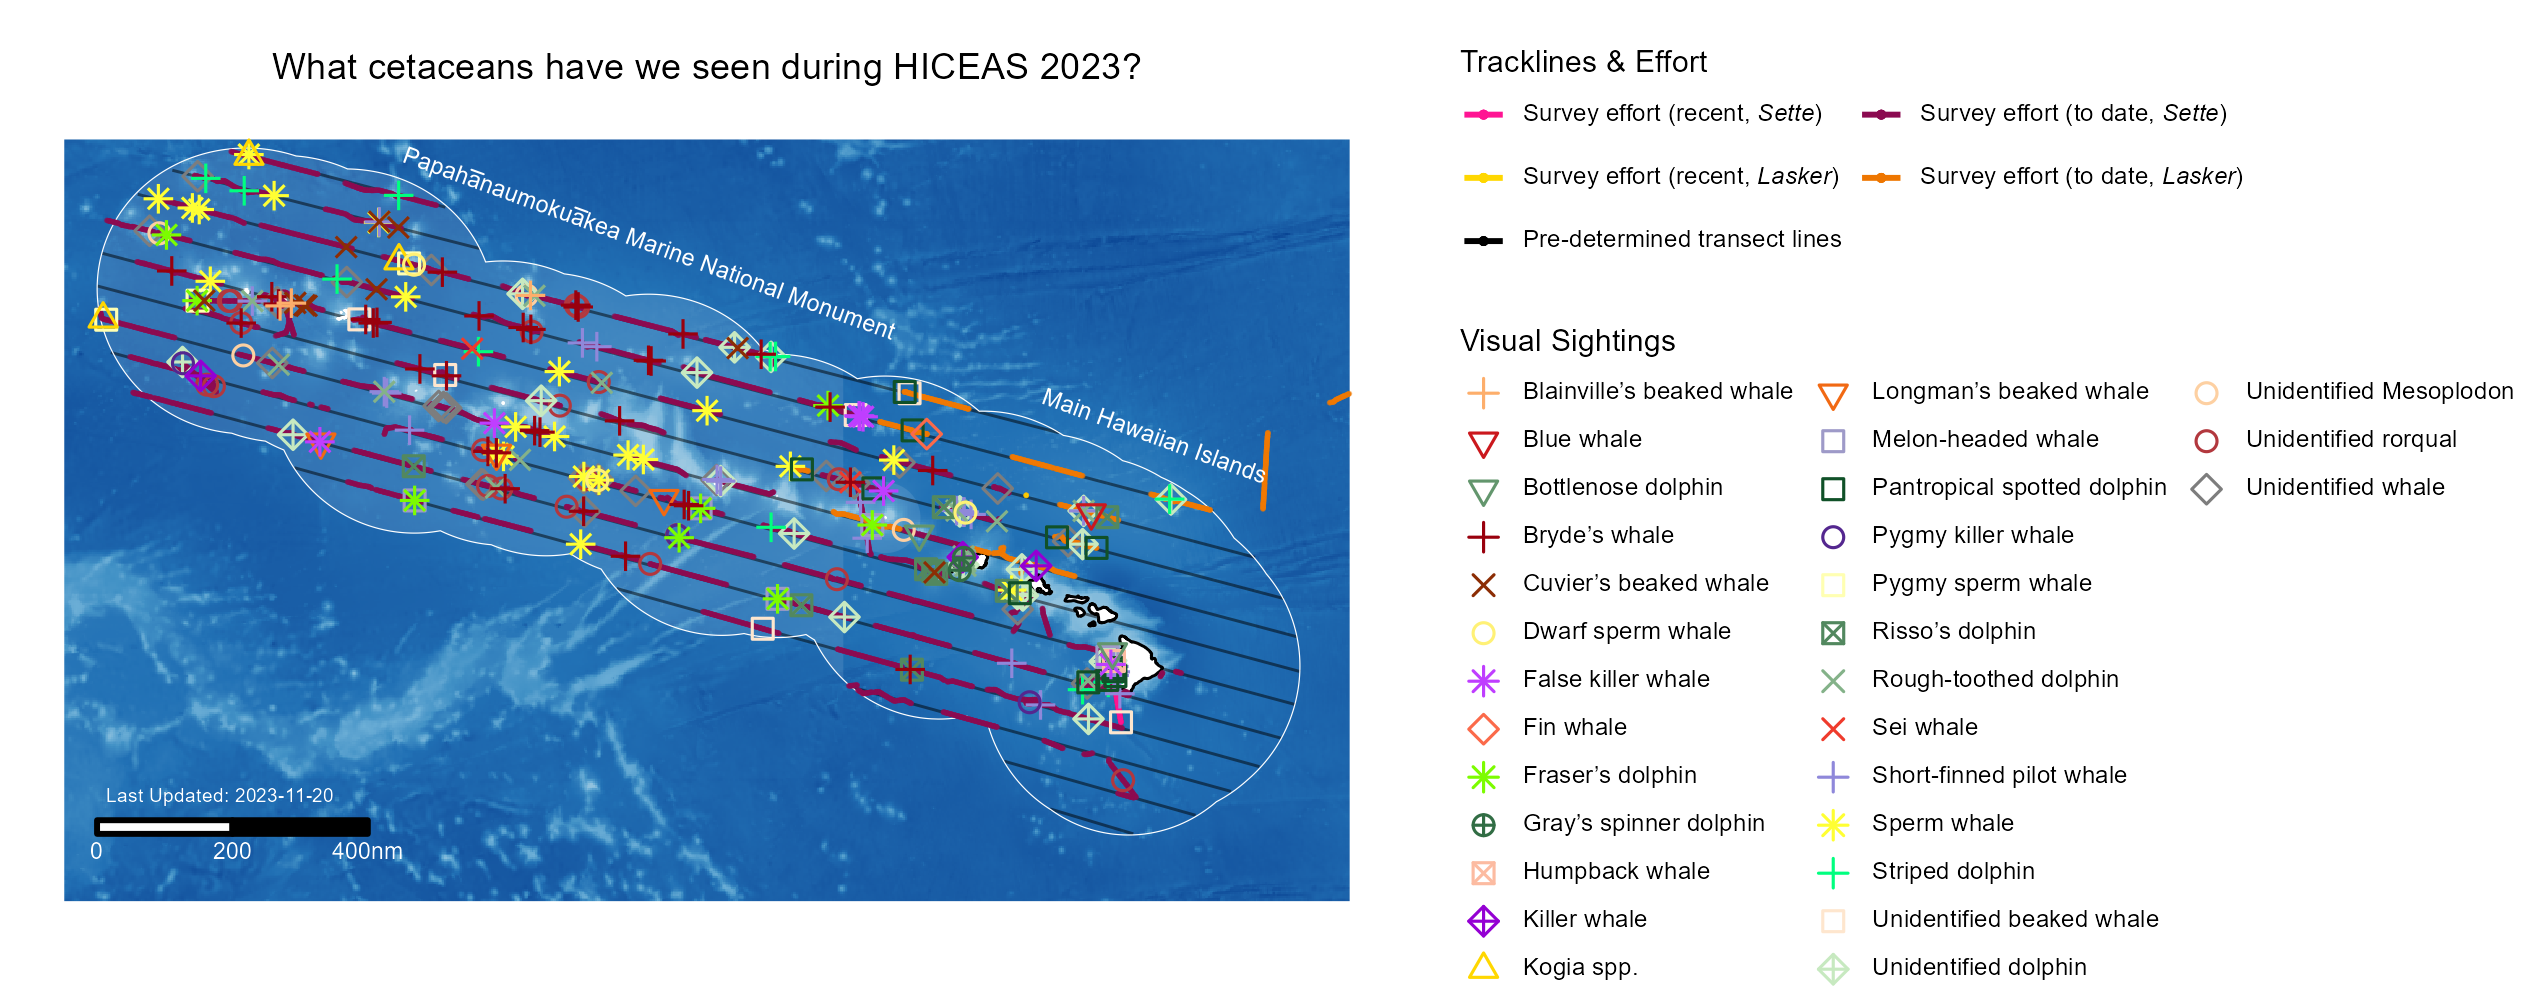 What cetaceans have we seen during HICEAS 2023?
Papahānaumokuākea Marine National Monument
Main Hawaiian Islands
Last Updated: 2023-11-20
0 200 400nm
Tracklines & Effort
Survey effort (recent, Sette) Survey effort (to date, Sette)
Survey effort (recent, Lasker) Survey effort (to date, Lasker)
Pre-determined transect lines
Visual Sightings
Blainville's beaked whale Longman's beaked whale Unidentified Mesoplodon
Blue whale Melon-headed whale Unidentified rorqual
Bottlenose dolphin Pantropical spotted dolphin Unidentified whale
Bryde's whale Pygmy killer whale
Cuvier's beaked whale Pygmy sperm whale
Dwarf sperm whale Risso's dolphin
False killer whale Rough-toothed dolphin
Fin whale Sei whale
Fraser's dolphin Short-finned pilot whale
Gray's spinner dolphin Sperm whale
Humpback whale Striped dolphin
Killer whale Unidentified beaked whale
Kogia spp. Unidentified dolphin